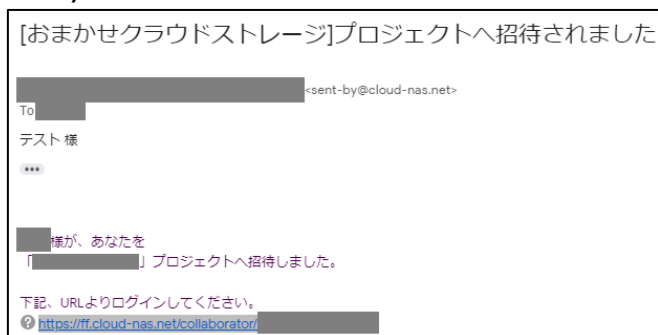 [おまかせクラウドストレージ]プロジェクトへ招待されました
<sent-by@cloud-nas.net>
To
テスト 様
様が、あなたを
「」プロジェクトへ招待しました。
下記、URLよりログインしてください。
https://ff.cloud-nas.net/collaborator/